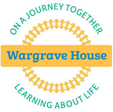 ON A JOURNEY TOGETHER
Wargrave House
LEARNING ABOUT LIFE